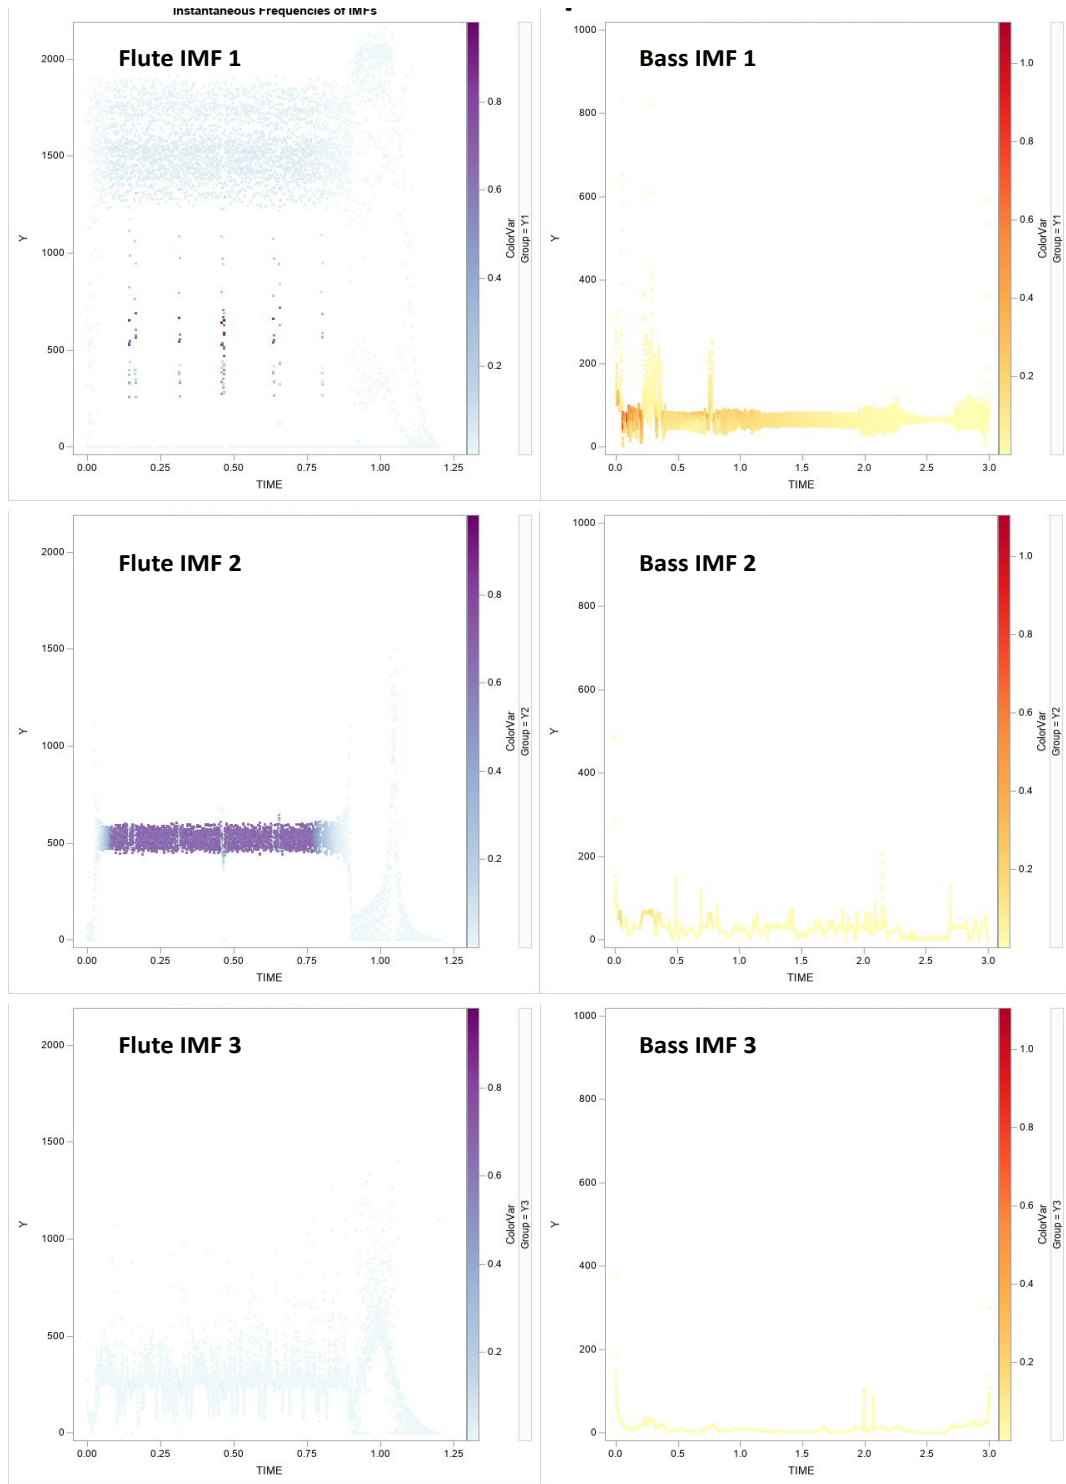 Instantaneous Frequencies of IMFs
Flute IMF 1
2000
1500
1000
500
0
Y
0.00 0.25 0.50 0.75 1.00 1.25
TIME
0.8
0.6
0.4
0.2
ColorVar
Group = Y1
Bass IMF 1
1000
800
600
400
200
0
Y
0.0 0.5 1.0 1.5 2.0 2.5 3.0
TIME
1.0
0.8
0.6
0.4
0.2
ColorVar
Group = Y1
Flute IMF 2
2000
1500
1000
500
0
Y
0.00 0.25 0.50 0.75 1.00 1.25
TIME
0.8
0.6
0.4
0.2
ColorVar
Group = Y2
Bass IMF 2
1000
800
600
400
200
0
Y
0.0 0.5 1.0 1.5 2.0 2.5 3.0
TIME
1.0
0.8
0.6
0.4
0.2
ColorVar
Group = Y2
Flute IMF 3
2000
1500
1000
500
0
Y
0.00 0.25 0.50 0.75 1.00 1.25
TIME
0.8
0.6
0.4
0.2
ColorVar
Group = Y3
Bass IMF 3
1000
800
600
400
200
0
Y
0.0 0.5 1.0 1.5 2.0 2.5 3.0
TIME
1.0
0.8
0.6
0.4
0.2
ColorVar
Group = Y3